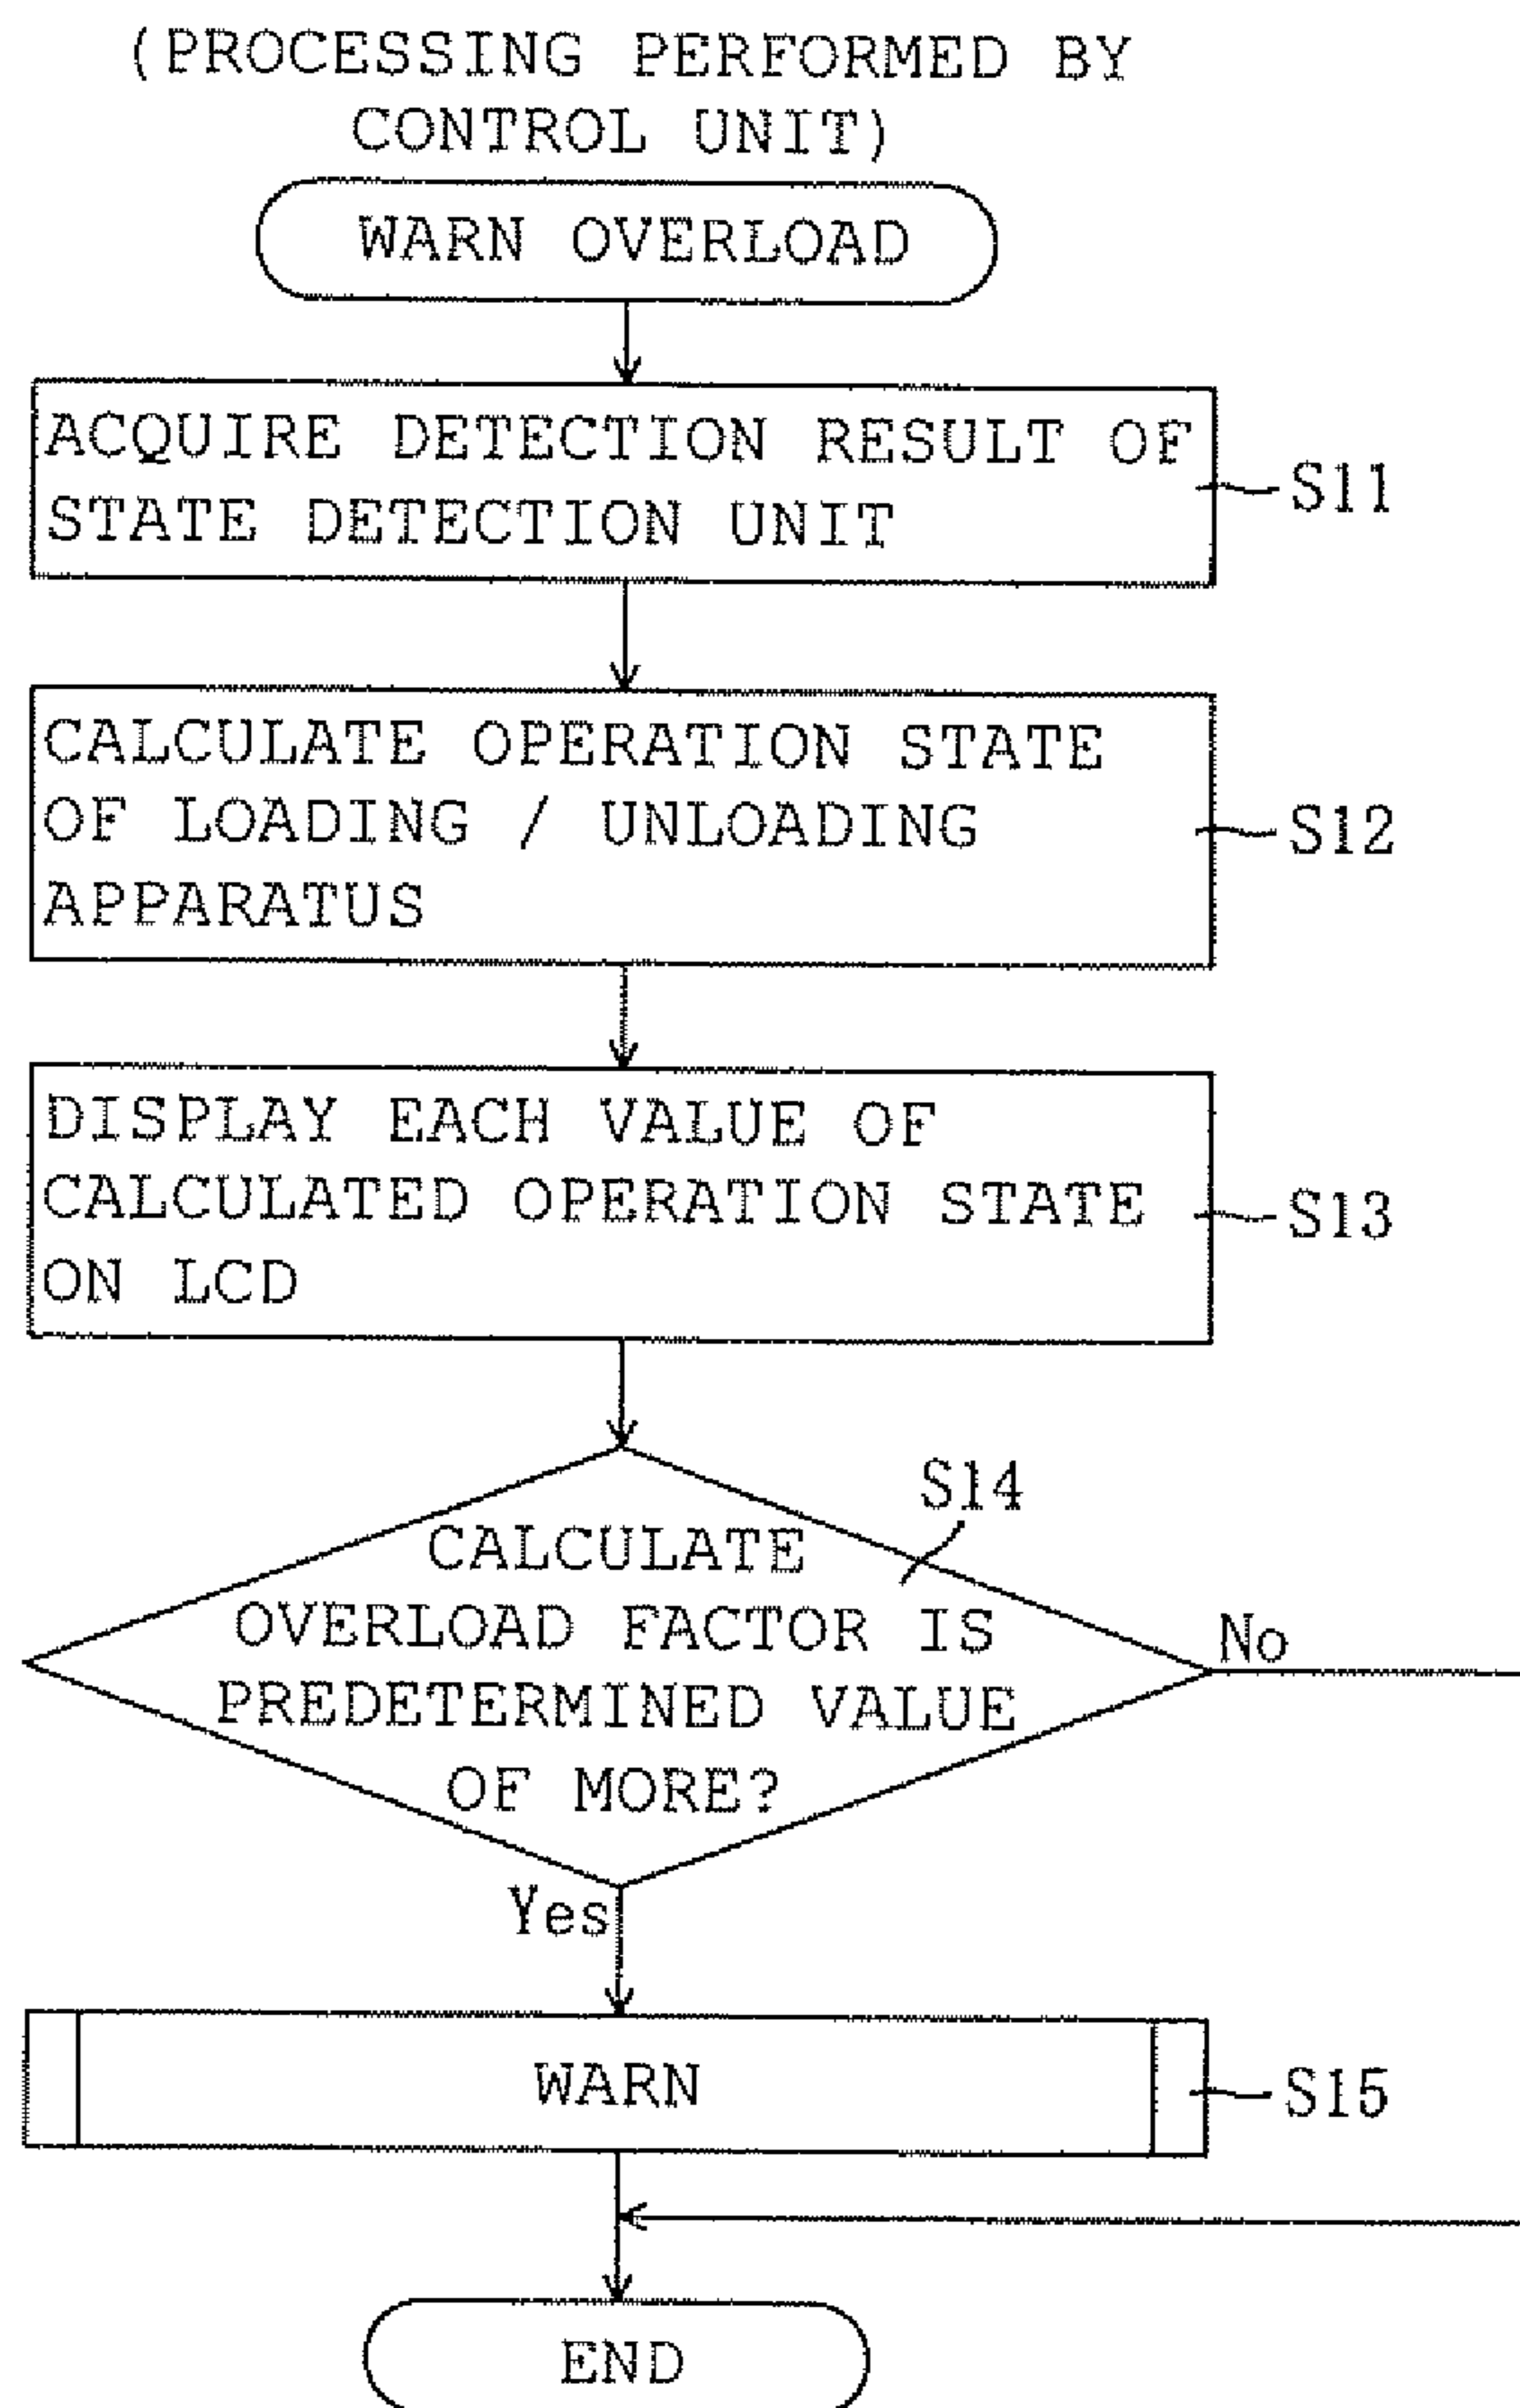 (PROCESSING PERFORMED BY
CONTROL UNIT)
WARN OVERLOAD
ACQUIRE DETECTION RESULT OF
STATE DETECTION UNIT
S11
CALCULATE OPERATION STATE
OF LOADING / UNLOADING
APPARATUS
S12
DISPLAY EACH VALUE OF
CALCULATED OPERATION STATE
ON LCD
S13
S14
CALCULATE
OVERLOAD FACTOR IS
PREDETERMINED VALUE
OF MORE?
No
Yes
WARN
S15
END